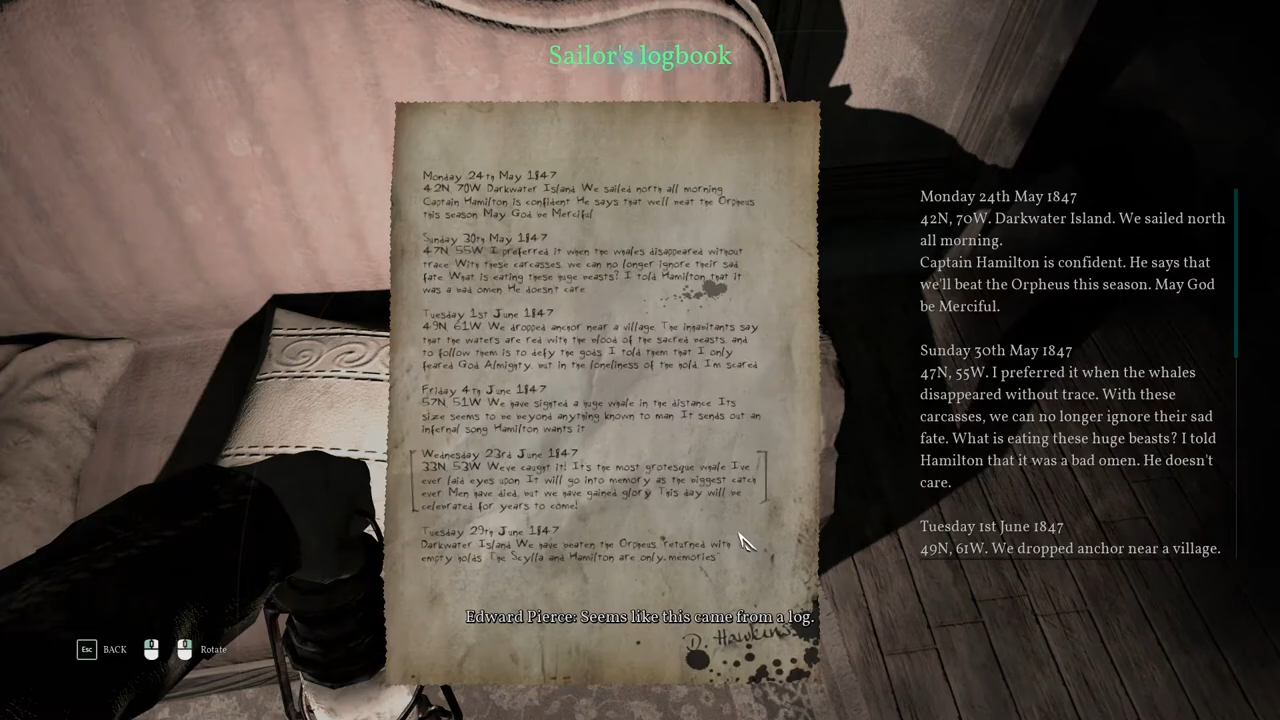 Sailor's logbook
Monday 24th May 1847
42N, 70W Darkwater Island We sailed north all morning
Captain Hamilton is confident He says that we'll beat the Orpheus
this season May God be Merciful
Sunday 30th May 1847
47N 55W I preferred it when the whales disappeared without
trace With these carcasses, we can no longer ignore their sad
fate What is eating these huge beasts? I told Hamilton that it
was a bad omen He doesn't care
Tuesday 1st June 1847
49N 61W We dropped anchor near a village The inhabitants say
that the waters are red with the blood of the sacred beasts, and
to follow them is to defy the gods I told them that I only
feared God Almighty, but in the loneliness of the hold, I'm scared
Friday 4th June 1847
57N 51W We have sighted a huge whale in the distance Its
size seems to be beyond anything known to man It sends out an
infernal song Hamilton wants it
Wednesday 23rd June 1847
33N 53W We've caught it! It's the most grotesque whale I've
ever laid eyes upon It will go into memory as the biggest catch
ever Men have died, but we have gained glory This day will be
celebrated for years to come!
Tuesday 29th June 1847
Darkwater Island We have beaten the Orpheus, returned with
empty holds The Scylla and Hamilton are only memories
D. Hawkins
Edward Pierce: Seems like this came from a log.
Monday 24th May 1847
42N, 70W. Darkwater Island. We sailed north
all morning.
Captain Hamilton is confident. He says that
we'll beat the Orpheus this season. May God
be Merciful.
Sunday 30th May 1847
47N, 55W. I preferred it when the whales
disappeared without trace. With these
carcasses, we can no longer ignore their sad
fate. What is eating these huge beasts? I told
Hamilton that it was a bad omen. He doesn't
care.
Tuesday 1st June 1847
49N, 61W. We dropped anchor near a village.
Esc BACK Rotate